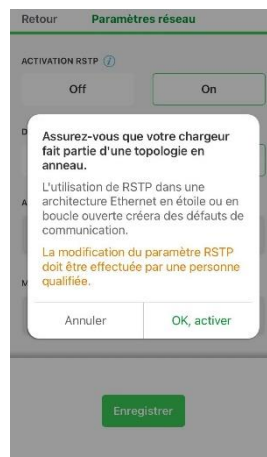 Retour Paramètres réseau
ACTIVATION RSTP
Off On
D
Assurez-vous que votre chargeur
fait partie d'une topologie en
anneau.
L'utilisation de RSTP dans une
architecture Ethernet en étoile ou en
boucle ouverte créera des défauts de
communication.
A
La modification du paramètre RSTP
doit être effectuée par une personne
qualifiée.
M
Annuler OK, activer
Enregistrer